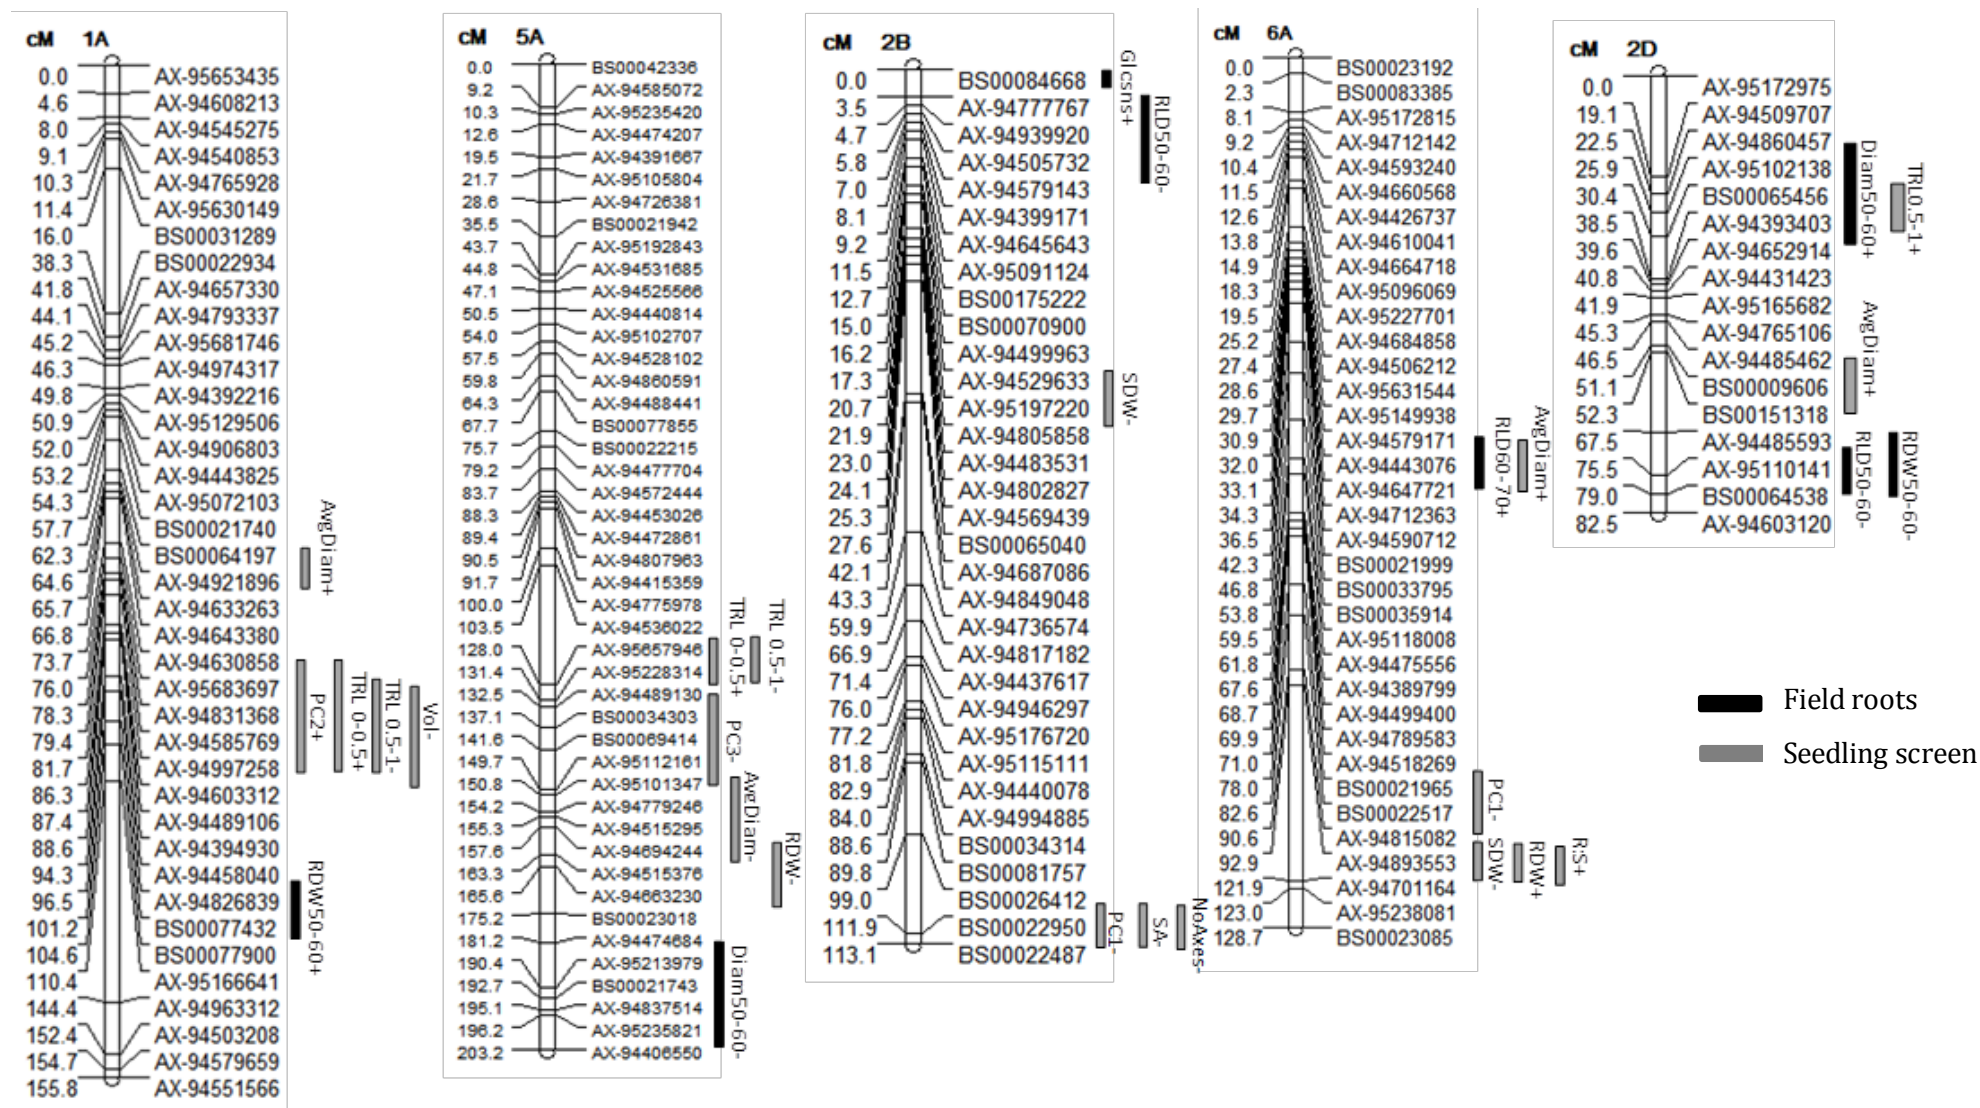 cM 1A
0.0 AX-95653435
4.6 AX-94608213
8.0 AX-94545275
9.1 AX-94540853
10.3 AX-94765928
11.4 AX-95630149
16.0 BS00031289
38.3 BS00022934
41.8 AX-94657330
44.1 AX-94793337
45.2 AX-95681746
46.3 AX-94974317
49.8 AX-94392216
50.9 AX-95129506
52.0 AX-94906803
53.2 AX-94443825
54.3 AX-95072103
57.7 BS00021740
62.3 BS00064197
64.6 AX-94921896
65.7 AX-94633263
66.8 AX-94643380
73.7 AX-94630858
76.0 AX-95683697
78.3 AX-94831368
79.4 AX-94585769
81.7 AX-94997258
86.3 AX-94603312
87.4 AX-94489106
88.6 AX-94394930
94.3 AX-94458040
96.5 AX-94826839
101.2 BS00077432
104.6 BS00077900
110.4 AX-95166641
144.4 AX-94963312
152.4 AX-94503208
154.7 AX-94579659
155.8 AX-94551566
AvgDiam+
PC2+
TRL 0-0.5+
TRL 0.5-1-
Vol-
RDW50-60+
cM 5A
0.0 BS00042336
9.2 AX-94585072
10.3 AX-95235420
12.6 AX-94474207
19.5 AX-94391667
21.7 AX-95105804
28.6 AX-94726381
35.5 BS00021942
43.7 AX-95192843
44.8 AX-94531685
47.1 AX-94525566
50.5 AX-94440814
54.0 AX-95102707
57.5 AX-94528102
59.8 AX-94860591
64.3 AX-94488441
67.7 BS00077855
75.7 BS00022215
79.2 AX-94477704
83.7 AX-94572444
88.3 AX-94453026
89.4 AX-94472861
90.5 AX-94807963
91.7 AX-94415359
100.0 AX-94775978
103.5 AX-94536022
128.0 AX-95657946
131.4 AX-95228314
132.5 AX-94489130
137.1 BS00034303
141.6 BS00069414
149.7 AX-95112161
150.8 AX-95101347
154.2 AX-94779246
155.3 AX-94515295
157.6 AX-94694244
163.3 AX-94515376
165.6 AX-94663230
175.2 BS00023018
181.2 AX-94474684
190.4 AX-95213979
192.7 BS00021743
195.1 AX-94837514
196.2 AX-95235821
203.2 AX-94406550
TRL 0-0.5+
TRL 0.5-1-
PC3-
AvgDiam-
RDW-
Diam50-60-
cM 2B
0.0 BS00084668
3.5 AX-94777767
4.7 AX-94939920
5.8 AX-94505732
7.0 AX-94579143
8.1 AX-94399171
9.2 AX-94645643
11.5 AX-95091124
12.7 BS00175222
15.0 BS00070900
16.2 AX-94499963
17.3 AX-94529633
20.7 AX-95197220
21.9 AX-94805858
23.0 AX-94483531
24.1 AX-94802827
25.3 AX-94569439
27.6 BS00065040
42.1 AX-94687086
43.3 AX-94849048
59.9 AX-94736574
66.9 AX-94817182
71.4 AX-94437617
76.0 AX-94946297
77.2 AX-95176720
81.8 AX-95115111
82.9 AX-94440078
84.0 AX-94994885
88.6 BS00034314
89.8 BS00081757
99.0 BS00026412
111.9 BS00022950
113.1 BS00022487
Glcsns+
RLD50-60-
SDW-
PC1-
SA-
NoAxes-
cM 6A
0.0 BS00023192
2.3 BS00083385
8.1 AX-95172815
9.2 AX-94712142
10.4 AX-94593240
11.5 AX-94660568
12.6 AX-94426737
13.8 AX-94610041
14.9 AX-94664718
18.3 AX-95096069
19.5 AX-95227701
25.2 AX-94684858
27.4 AX-94506212
28.6 AX-95631544
29.7 AX-95149938
30.9 AX-94579171
32.0 AX-94443076
33.1 AX-94647721
34.3 AX-94712363
36.5 AX-94590712
42.3 BS00021999
46.8 BS00033795
53.8 BS00035914
59.5 AX-95118008
61.8 AX-94475556
67.6 AX-94389799
68.7 AX-94499400
69.9 AX-94789583
71.0 AX-94518269
78.0 BS00021965
82.6 BS00022517
90.6 AX-94815082
92.9 AX-94893553
121.9 AX-94701164
123.0 AX-95238081
128.7 BS00023085
RLD60-70+
AvgDiam+
PC1-
SDW-
RDW+
R:S+
cM 2D
0.0 AX-95172975
19.1 AX-94509707
22.5 AX-94860457
25.9 AX-95102138
30.4 BS00065456
38.5 AX-94393403
39.6 AX-94652914
40.8 AX-94431423
41.9 AX-95165682
45.3 AX-94765106
46.5 AX-94485462
51.1 BS00009606
52.3 BS00151318
67.5 AX-94485593
75.5 AX-95110141
79.0 BS00064538
82.5 AX-94603120
Diam50-60+
TRL0.5-1+
AvgDiam+
RLD50-60-
RDW50-60-
Field roots
Seedling screen